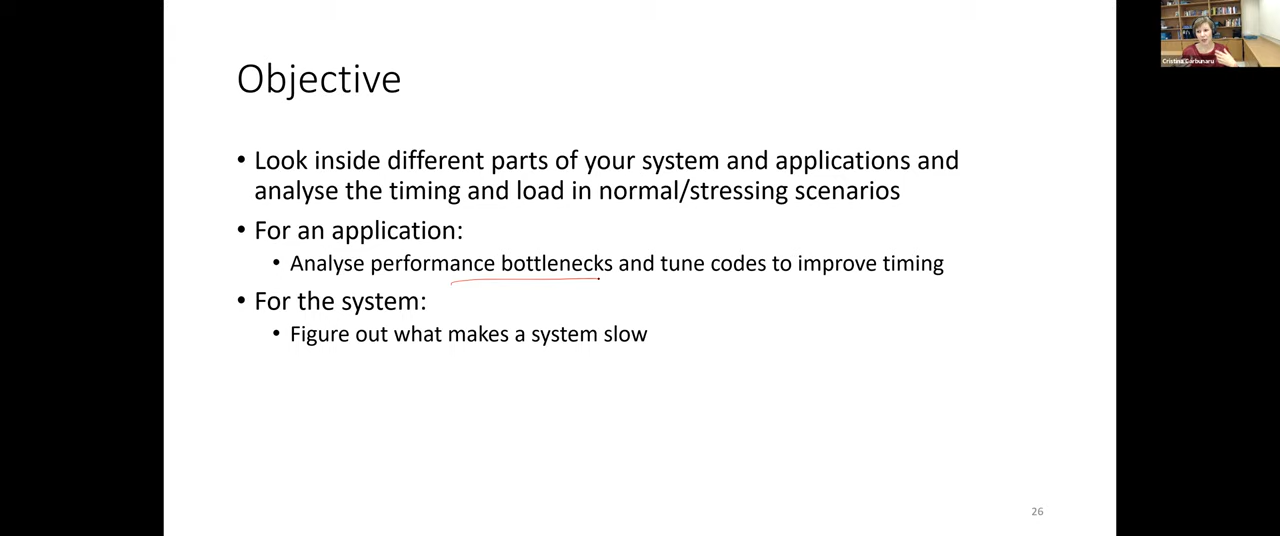 Objective
• Look inside different parts of your system and applications and
analyse the timing and load in normal/stressing scenarios
• For an application:
• Analyse performance bottlenecks and tune codes to improve timing
• For the system:
• Figure out what makes a system slow
26
Cristina Carbunaru